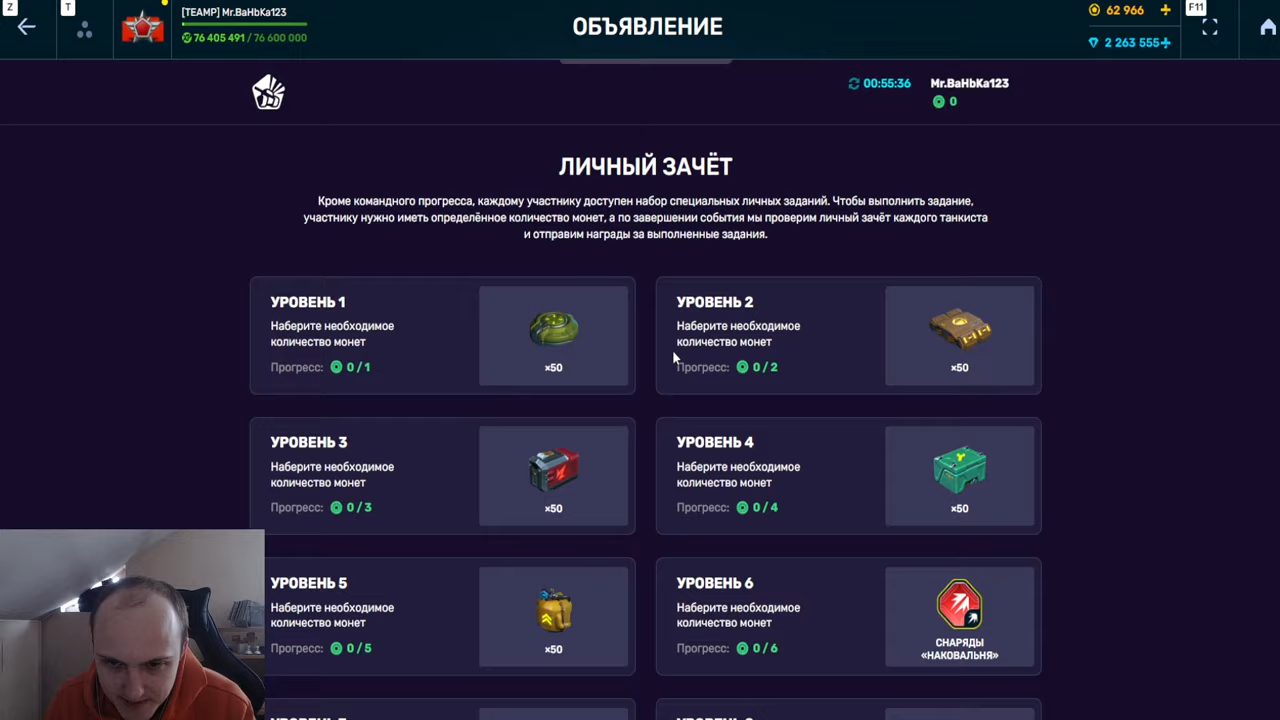 Z
T
[TEAMP] Mr.BaHbKa123
76 405 491 / 76 600 000
ОБЪЯВЛЕНИЕ
62 966 +
2 263 555+
F11
00:55:36
Mr.BaHbKa123
0
ЛИЧНЫЙ ЗАЧЁТ
Кроме командного прогресса, каждому участнику доступен набор специальных личных заданий. Чтобы выполнить задание,
участнику нужно иметь определённое количество монет, а по завершении события мы проверим личный зачёт каждого танкиста
и отправим награды за выполненные задания.
УРОВЕНЬ 1
Наберите необходимое
количество монет
Прогресс: 0 / 1
×50
УРОВЕНЬ 2
Наберите необходимое
количество монет
Прогресс: 0 / 2
×50
УРОВЕНЬ 3
Наберите необходимое
количество монет
Прогресс: 0 / 3
×50
УРОВЕНЬ 4
Наберите необходимое
количество монет
Прогресс: 0 / 4
×50
УРОВЕНЬ 5
Наберите необходимое
количество монет
Прогресс: 0 / 5
×50
УРОВЕНЬ 6
Наберите необходимое
количество монет
Прогресс: 0 / 6
СНАРЯДЫ
«НАКОВАЛЬНЯ»